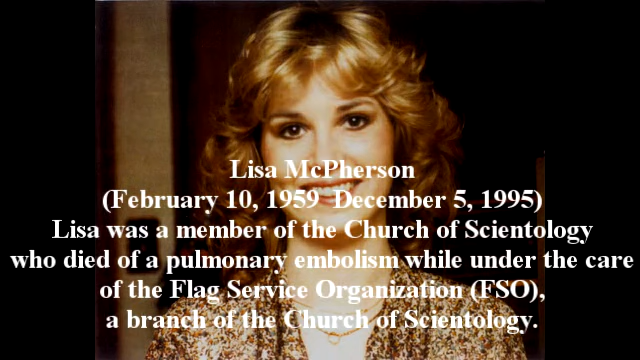 Lisa McPherson
(February 10, 1959  December 5, 1995)
Lisa was a member of the Church of Scientology
who died of a pulmonary embolism while under the care
of the Flag Service Organization (FSO),
a branch of the Church of Scientology.